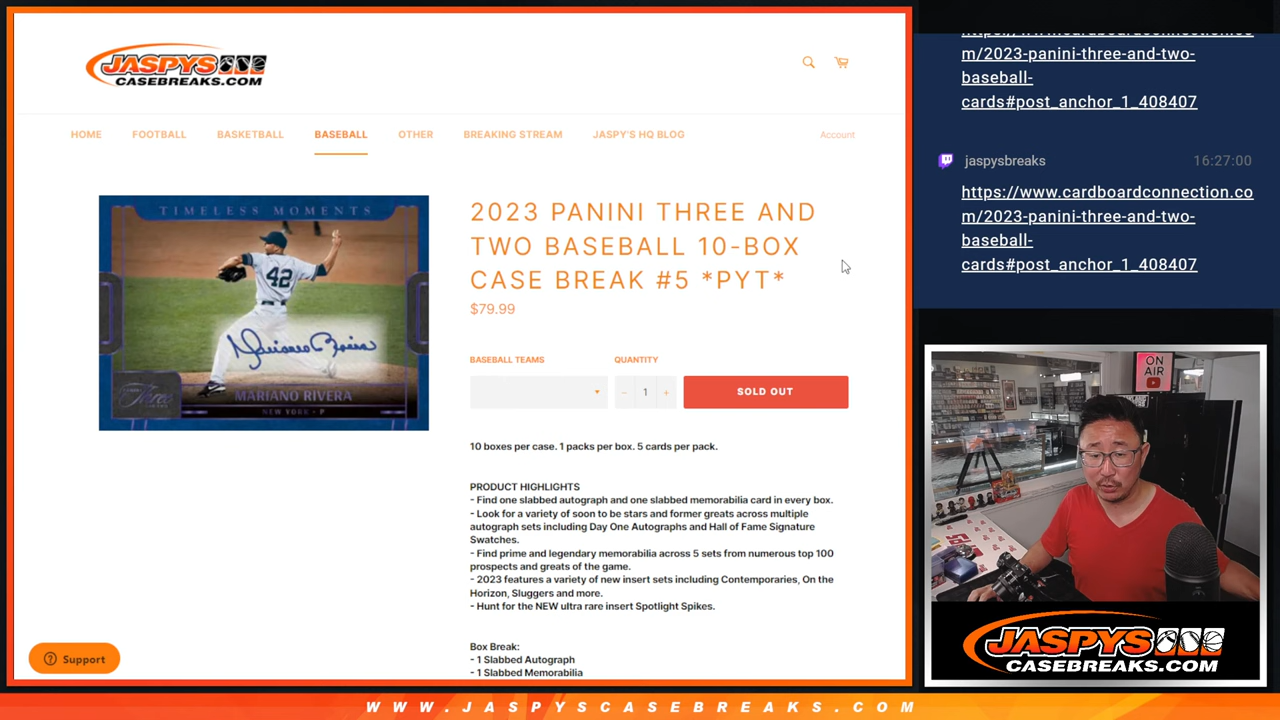 JASPYS
CASEBREAKS.COM
HOME FOOTBALL BASKETBALL BASEBALL OTHER BREAKING STREAM JASPY'S HQ BLOG Account
TIMELESS MOMENTS
42
Mariano Rivera
Three
MARIANO RIVERA
NEW YORK • P
2023 PANINI THREE AND
TWO BASEBALL 10-BOX
CASE BREAK #5 *PYT*
$79.99
BASEBALL TEAMS QUANTITY
− 1 + SOLD OUT
10 boxes per case. 1 packs per box. 5 cards per pack.
PRODUCT HIGHLIGHTS
- Find one slabbed autograph and one slabbed memorabilia card in every box.
- Look for a variety of soon to be stars and former greats across multiple
autograph sets including Day One Autographs and Hall of Fame Signature
Swatches.
- Find prime and legendary memorabilia across 5 sets from numerous top 100
prospects and greats of the game.
- 2023 features a variety of new insert sets including Contemporaries, On the
Horizon, Sluggers and more.
- Hunt for the NEW ultra rare insert Spotlight Spikes.
Box Break:
- 1 Slabbed Autograph
- 1 Slabbed Memorabilia
Support
m/2023-panini-three-and-two-
baseball-
cards#post_anchor_1_408407
jaspysbreaks 16:27:00
https://www.cardboardconnection.co
m/2023-panini-three-and-two-
baseball-
cards#post_anchor_1_408407
ON
AIR
JASPYS
CASEBREAKS.COM
WWW.JASPYSCASEBREAKS.COM